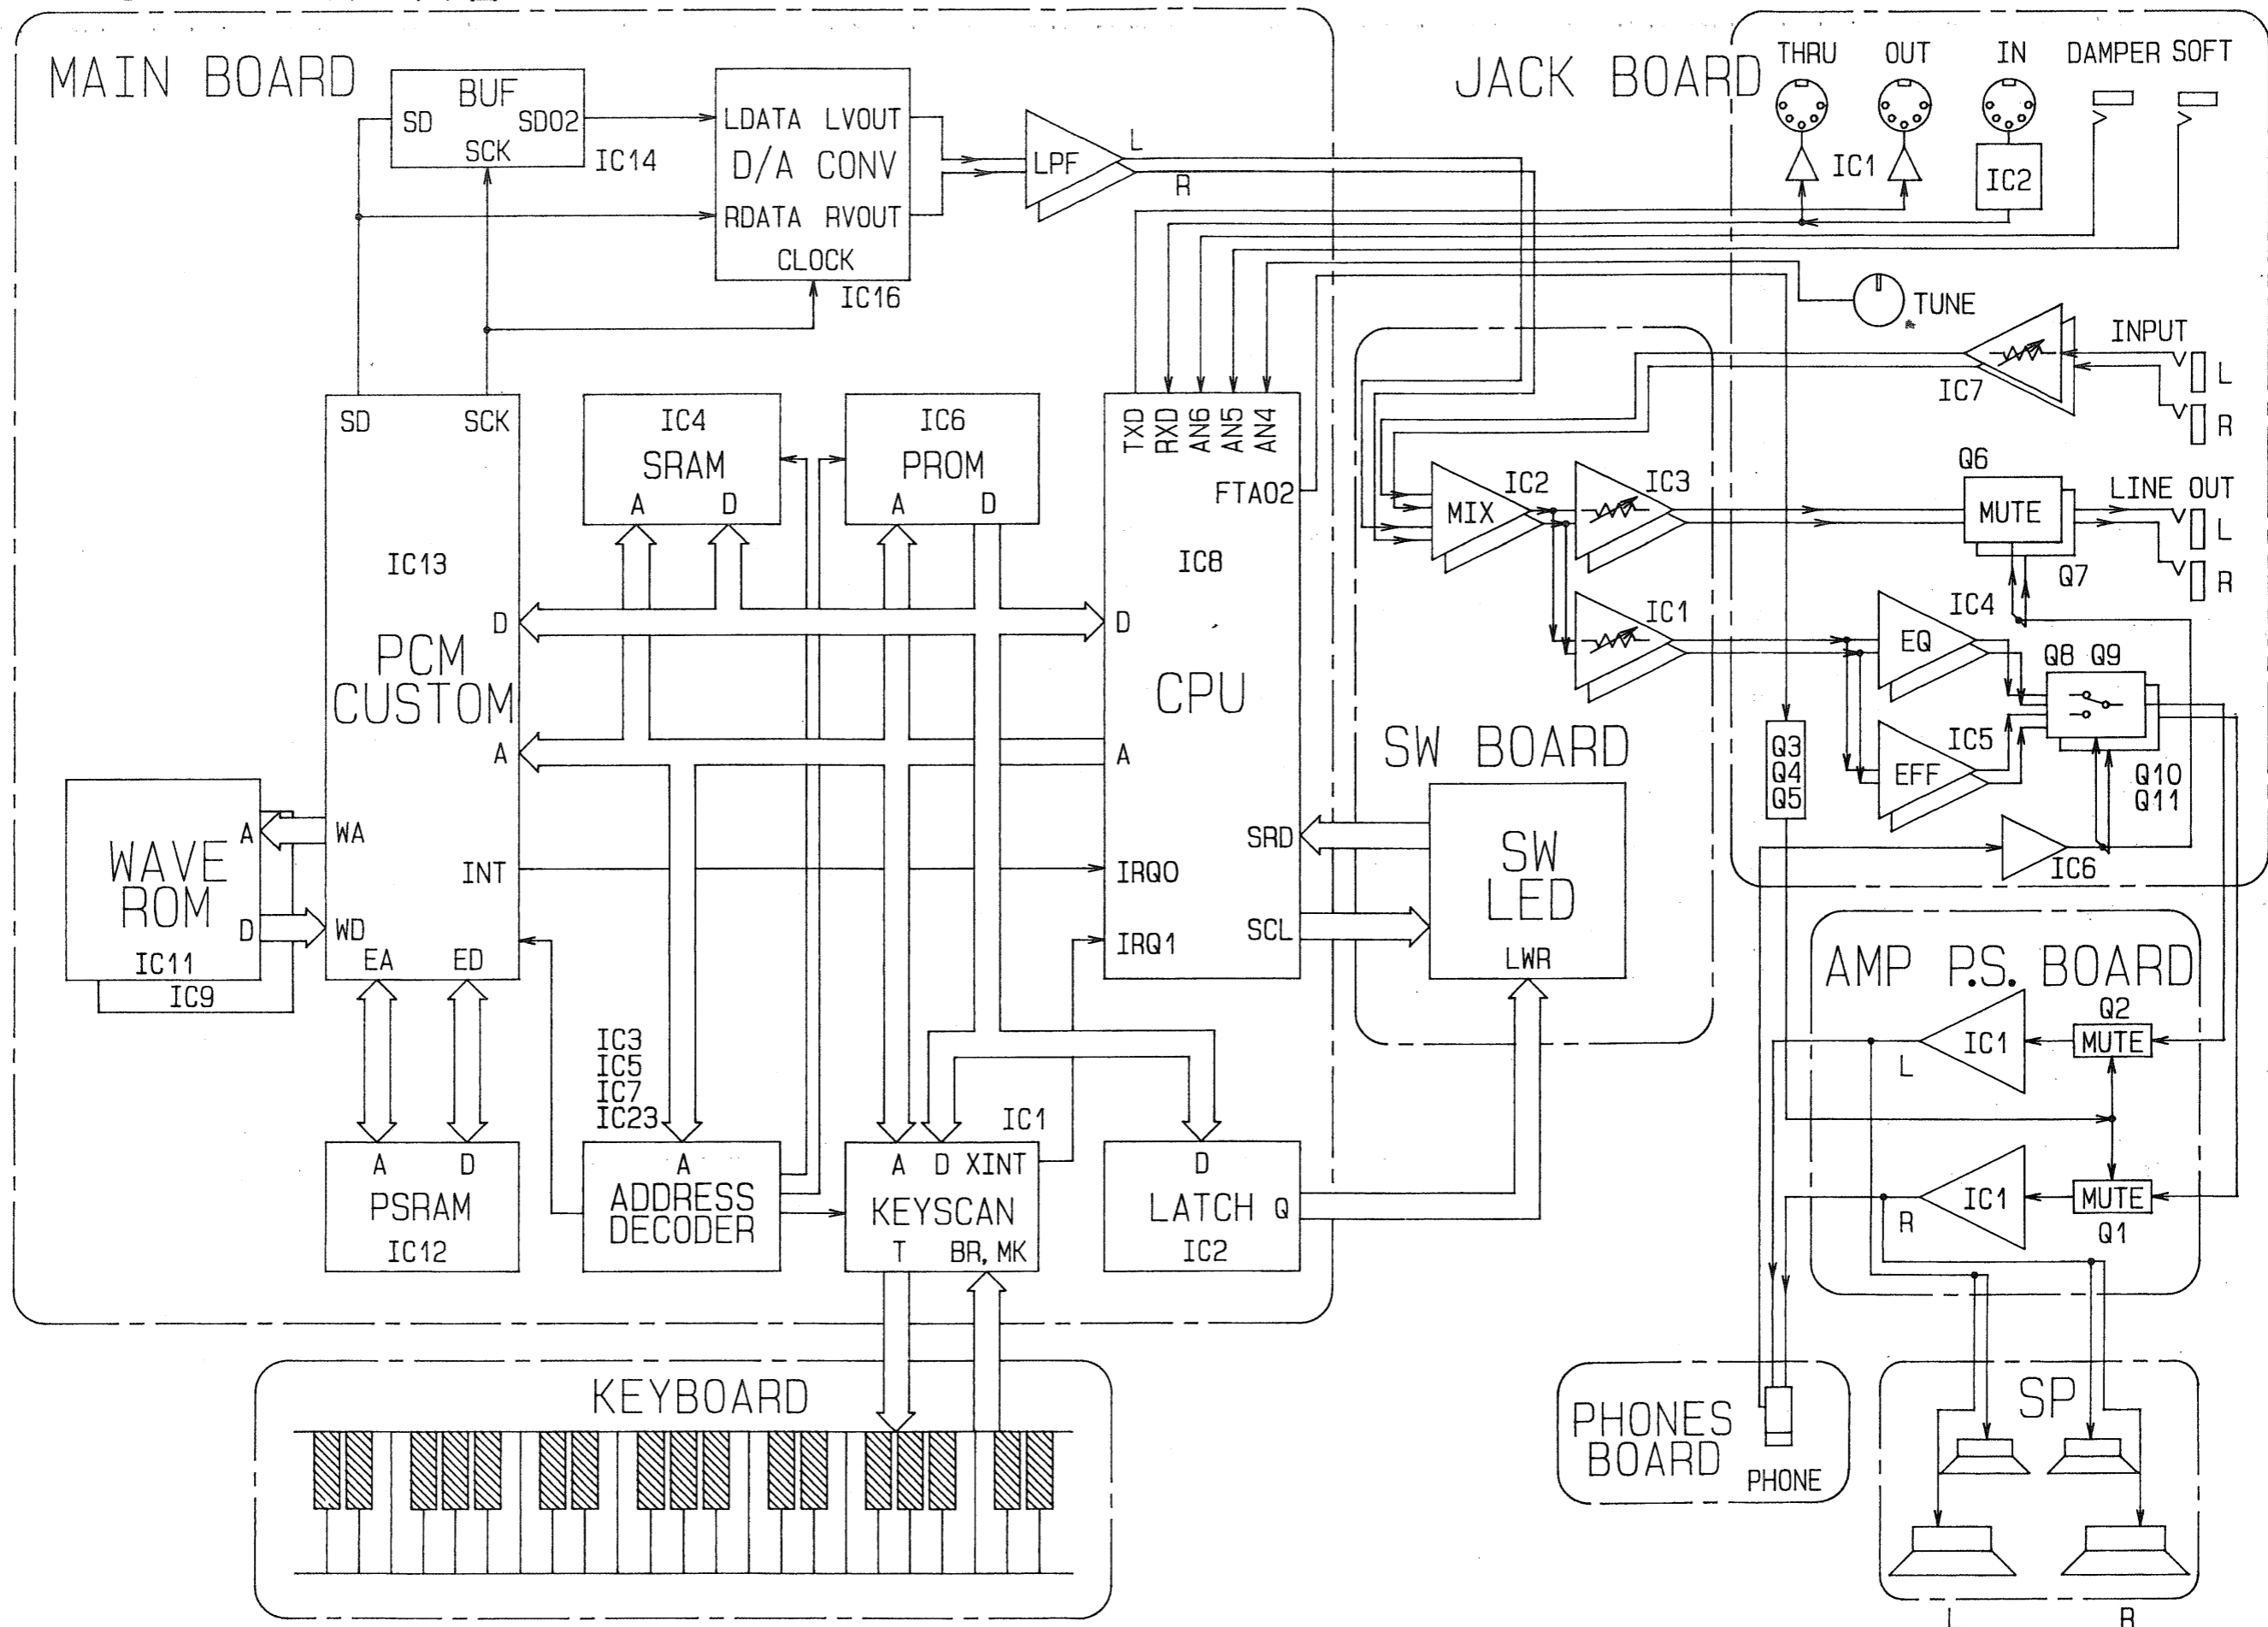 MAIN BOARD
BUF
SD
SDO2
SCK
IC14
LDATA LVOUT
D/A CONV
RDATA RVOUT
CLOCK
IC16
LPF
L
R
SD
SCK
IC13
D
PCM
CUSTOM
A
WA
INT
WD
EA
ED
WAVE
ROM
A
D
IC11
IC9
A
D
PSRAM
IC12
IC4
SRAM
A
D
IC6
PROM
A
D
TXD
RXD
AN6
AN5
AN4
FTA02
IC8
D
CPU
A
SRD
IRQ0
SCL
IRQ1
IC3
IC5
IC7
IC23
A
ADDRESS
DECODER
IC1
A D XINT
KEYSCAN
T
BR, MK
D
LATCH Q
IC2
KEYBOARD
JACK BOARD
THRU
OUT
IN
DAMPER
SOFT
IC1
IC2
TUNE
INPUT
IC7
L
R
Q6
MUTE
Q7
LINE OUT
L
R
IC4
EQ
Q8 Q9
IC5
EFF
Q10
Q11
Q3
Q4
Q5
IC6
MIX
IC2
IC3
IC1
SW BOARD
SW
LED
LWR
AMP P.S. BOARD
Q2
MUTE
IC1
L
MUTE
IC1
R
Q1
PHONES
BOARD
PHONE
SP
L
R